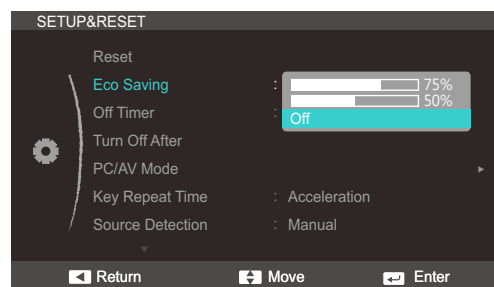 SETUP&RESET
Reset
Eco Saving : 75%
50%
Off Timer : Off
Turn Off After
PC/AV Mode
Key Repeat Time : Acceleration
Source Detection : Manual
Return Move Enter